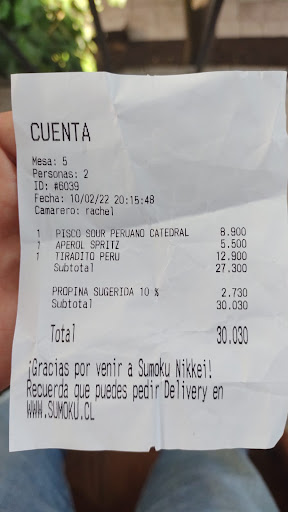 CUENTA
Mesa: 5
Personas: 2
ID: #6039
Fecha: 10/02/22 20:15:48
Camarero: rachel
1 PISCO SOUR PERUANO CATEDRAL 8.900
1 APEROL SPRITZ 5.500
1 TIRADITO PERU 12.900
Subtotal 27.300
PROPINA SUGERIDA 10 % 2.730
Subtotal 30.030
Total 30.030
¡Gracias por venir a Sumoku Nikkei!
Recuerda que puedes pedir Delivery en
WWW.SUMOKU.CL